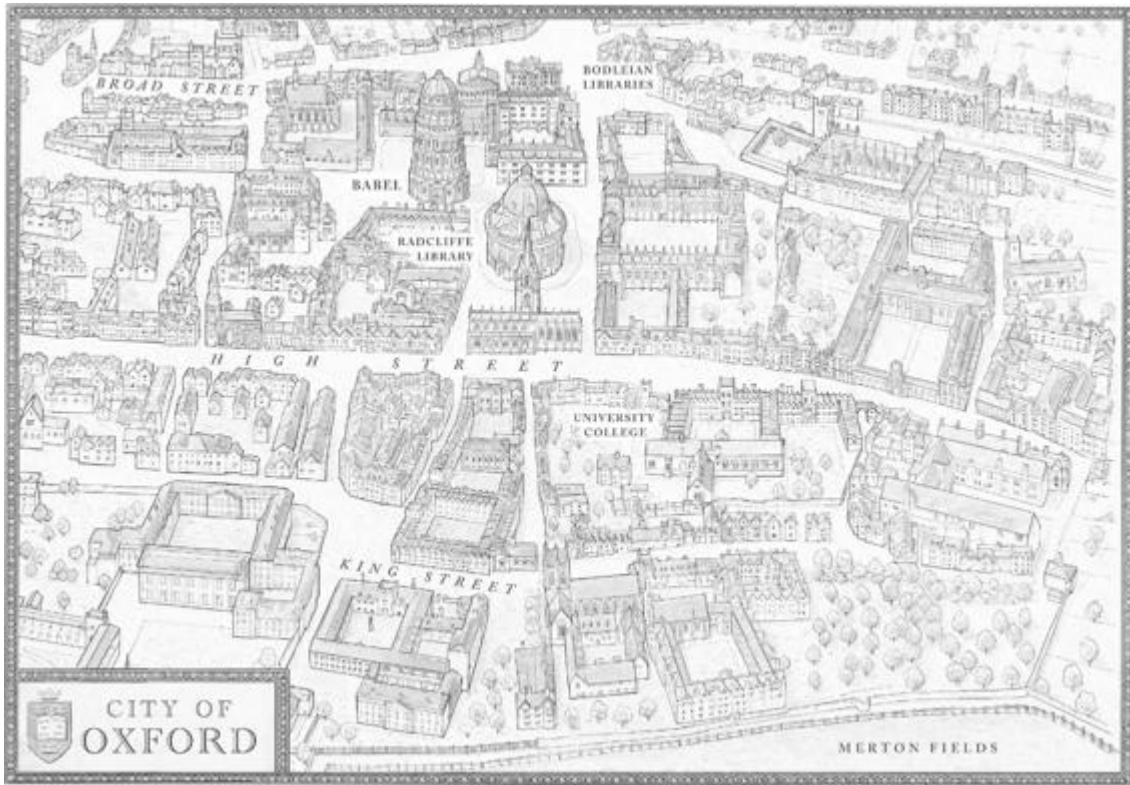 BROAD STREET
BODLEIAN
LIBRARIES
BABEL
RADCLIFFE
LIBRARY
HIGH STREET
UNIVERSITY
COLLEGE
KING STREET
CITY OF
OXFORD
MERTON FIELDS